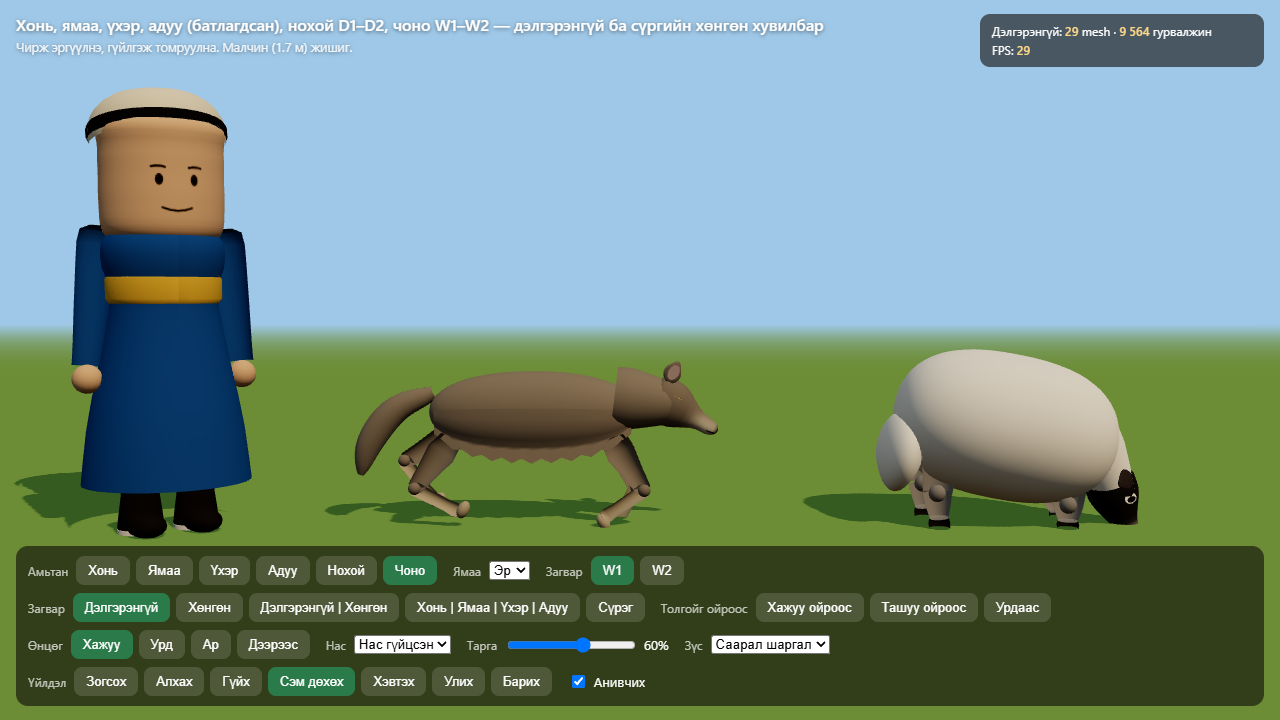 Хонь, ямаа, үхэр, адуу (батлагдсан), нохой D1–D2, чоно W1–W2 — дэлгэрэнгүй ба сүргийн хөнгөн хувилбар
Чирж эргүүлнэ, гүйлгэж томруулна. Малчин (1.7 м) жишиг.
Дэлгэрэнгүй: 29 mesh · 9 564 гурвалжин
FPS: 29
Амьтан Хонь Ямаа Үхэр Адуу Нохой Чоно Ямаа Эр Загвар W1 W2
Загвар Дэлгэрэнгүй Хөнгөн Дэлгэрэнгүй | Хөнгөн Хонь | Ямаа | Үхэр | Адуу Сүрэг Толгойг ойроос Хажуу ойроос Ташуу ойроос Урдаас
Өнцөг Хажуу Урд Ар Дээрээс Нас Нас гүйцсэн Тарга 60% Зүс Саарал шаргал
Үйлдэл Зогсох Алхах Гүйх Сэм дөхөх Хэвтэх Улих Барих Анивчих